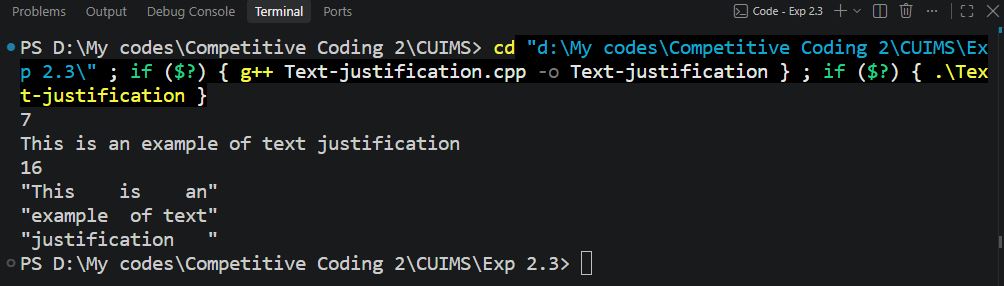 Problems Output Debug Console Terminal Ports Code - Exp 2.3
PS D:\My codes\Competitive Coding 2\CUIMS> cd "d:\My codes\Competitive Coding 2\CUIMS\Ex
p 2.3\" ; if ($?) { g++ Text-justification.cpp -o Text-justification } ; if ($?) { .\Tex
t-justification }
7
This is an example of text justification
16
"This    is    an"
"example  of text"
"justification   "
PS D:\My codes\Competitive Coding 2\CUIMS\Exp 2.3>